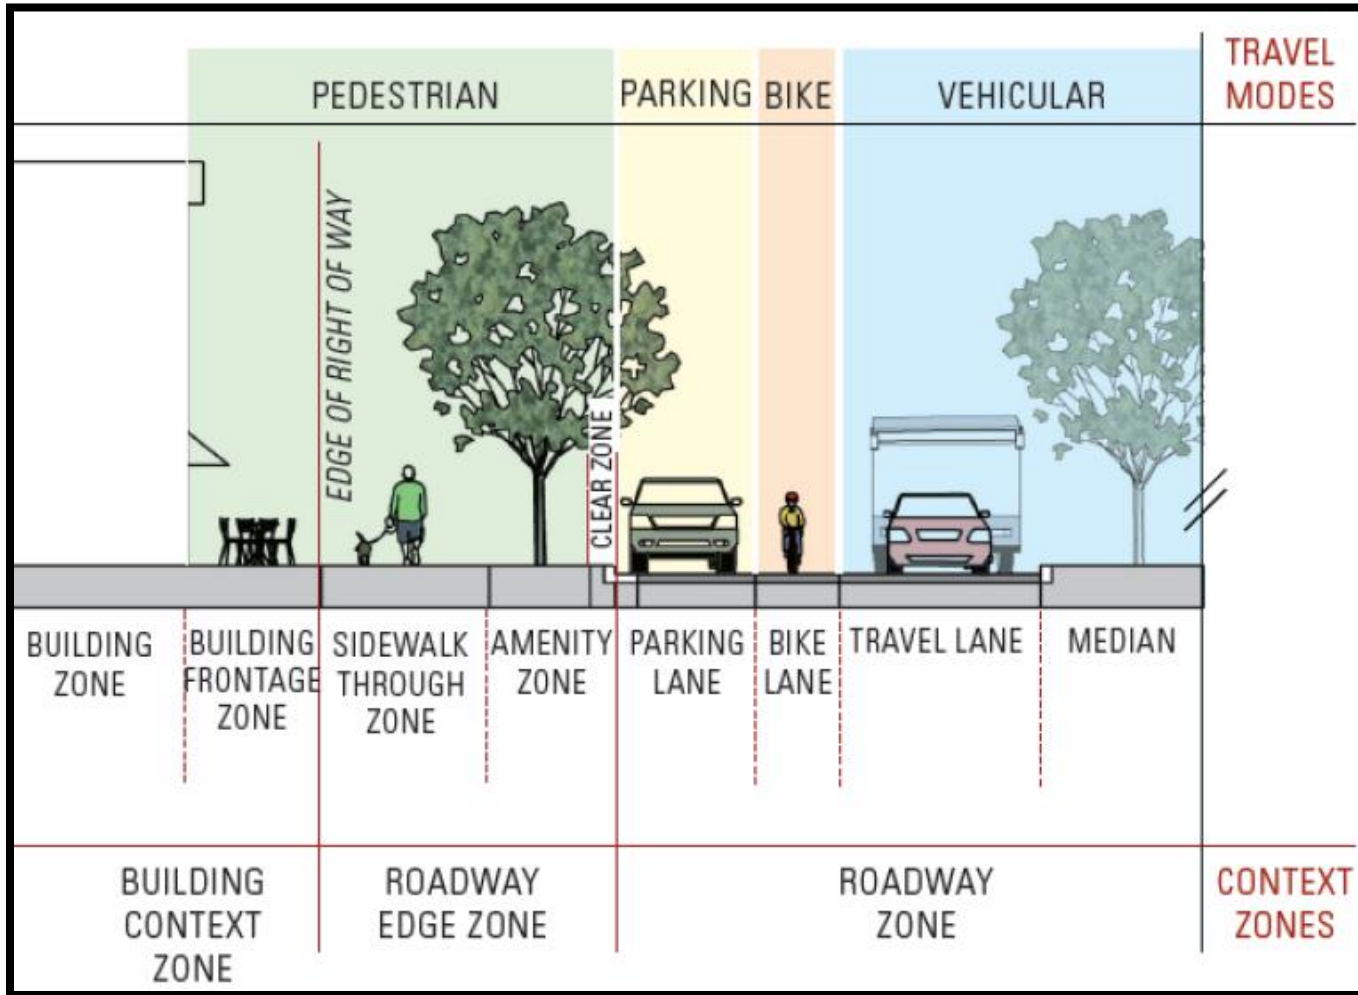 TRAVEL
MODES
PEDESTRIAN
PARKING
BIKE
VEHICULAR
EDGE OF RIGHT OF WAY
CLEAR ZONE
BUILDING
ZONE
BUILDING
FRONTAGE
ZONE
SIDEWALK
THROUGH
ZONE
AMENITY
ZONE
PARKING
LANE
BIKE
LANE
TRAVEL LANE
MEDIAN
BUILDING
CONTEXT
ZONE
ROADWAY
EDGE ZONE
ROADWAY
ZONE
CONTEXT
ZONES